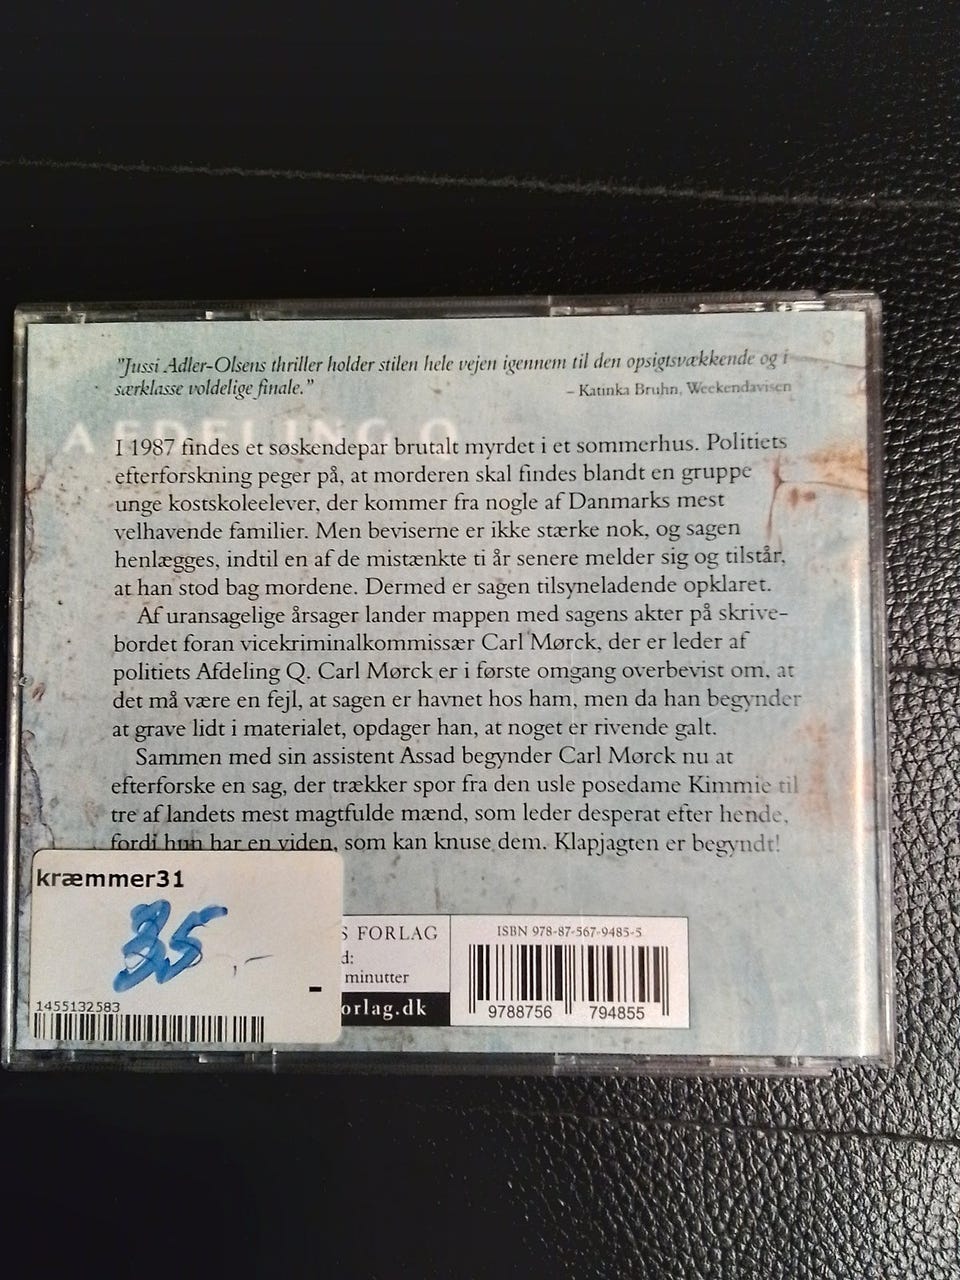 "Jussi Adler-Olsens thriller holder stilen hele vejen igennem til den opsigtsvækkende og i
særklasse voldelige finale."
– Katinka Bruhn, Weekendavisen
AFDELING Q
I 1987 findes et søskendepar brutalt myrdet i et sommerhus. Politiets
efterforskning peger på, at morderen skal findes blandt en gruppe
unge kostskoleelever, der kommer fra nogle af Danmarks mest
velhavende familier. Men beviserne er ikke stærke nok, og sagen
henlægges, indtil en af de mistænkte ti år senere melder sig og tilstår,
at han stod bag mordene. Dermed er sagen tilsyneladende opklaret.
Af uransagelige årsager lander mappen med sagens akter på skrive-
bordet foran vicekriminalkommissær Carl Mørck, der er leder af
politiets Afdeling Q. Carl Mørck er i første omgang overbevist om, at
det må være en fejl, at sagen er havnet hos ham, men da han begynder
at grave lidt i materialet, opdager han, at noget er rivende galt.
Sammen med sin assistent Assad begynder Carl Mørck nu at
efterforske en sag, der trækker spor fra den usle posedame Kimmie til
tre af landets mest magtfulde mænd, som leder desperat efter hende,
fordi hun har en viden, som kan knuse dem. Klapjagten er begyndt!
kræmmer31
35,-
1455132583
S FORLAG
d:
minutter
orlag.dk
ISBN 978-87-567-9485-5
9788756 794855